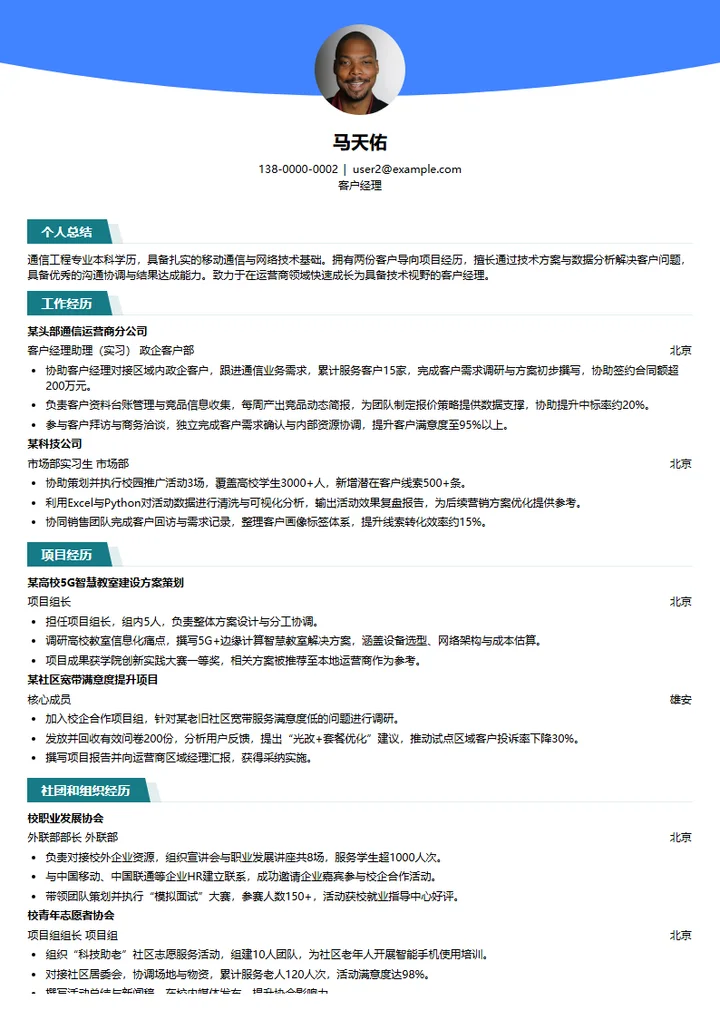 马天佑
138-0000-0002 | user2@example.com
客户经理
个人总结
通信工程专业本科学历，具备扎实的移动通信与网络技术基础。拥有两份客户导向项目经历，擅长通过技术方案与数据分析解决客户问题，
具备优秀的沟通协调与结果达成能力。致力于在运营商领域快速成长为具备技术视野的客户经理。
工作经历
某头部通信运营商分公司
客户经理助理（实习） 政企客户部 北京
• 协助客户经理对接区域内政企客户，跟进通信业务需求，累计服务客户15家，完成客户需求调研与方案初步撰写，协助签约合同额超
200万元。
• 负责客户资料台账管理与竞品信息收集，每周产出竞品动态简报，为团队制定报价策略提供数据支撑，协助提升中标率约20%。
• 参与客户拜访与商务洽谈，独立完成客户需求确认与内部资源协调，提升客户满意度至95%以上。
某科技公司
市场部实习生 市场部 北京
• 协助策划并执行校园推广活动3场，覆盖高校学生3000+人，新增潜在客户线索500+条。
• 利用Excel与Python对活动数据进行清洗与可视化分析，输出活动效果复盘报告，为后续营销方案优化提供参考。
• 协同销售团队完成客户回访与需求记录，整理客户画像标签体系，提升线索转化效率约15%。
项目经历
某高校5G智慧教室建设方案策划
项目组长 北京
• 担任项目组长，组内5人，负责整体方案设计与分工协调。
• 调研高校教室信息化痛点，撰写5G+边缘计算智慧教室解决方案，涵盖设备选型、网络架构与成本估算。
• 项目成果获学院创新实践大赛一等奖，相关方案被推荐至本地运营商作为参考。
某社区宽带满意度提升项目
核心成员 雄安
• 加入校企合作项目组，针对某老旧社区宽带服务满意度低的问题进行调研。
• 发放并回收有效问卷200份，分析用户反馈，提出“光改+套餐优化”建议，推动试点区域客户投诉率下降30%。
• 撰写项目报告并向运营商区域经理汇报，获得采纳实施。
社团和组织经历
校职业发展协会
外联部部长 外联部 北京
• 负责对接校外企业资源，组织宣讲会与职业发展讲座共8场，服务学生超1000人次。
• 与中国移动、中国联通等企业HR建立联系，成功邀请企业嘉宾参与校企合作活动。
• 带领团队策划并执行“模拟面试”大赛，参赛人数150+，活动获校就业指导中心好评。
校青年志愿者协会
项目组组长 项目组 北京
• 组织“科技助老”社区志愿服务活动，组建10人团队，为社区老年人开展智能手机使用培训。
• 对接社区居委会，协调场地与物资，累计服务老人120人次，活动满意度达98%。
• 撰写活动总结与新闻稿，在校内媒体发布，提升协会影响力